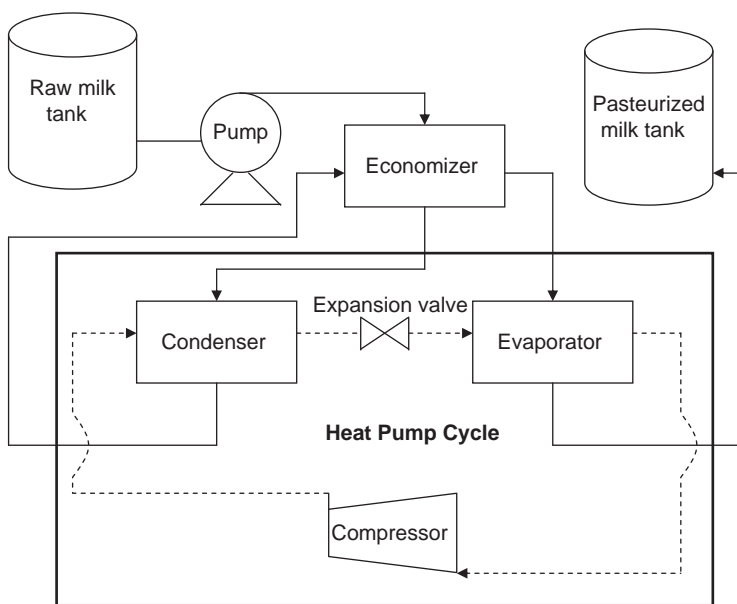 Raw milk
tank
Pump
Economizer
Pasteurized
milk tank
Expansion valve
Condenser
Evaporator
Heat Pump Cycle
Compressor